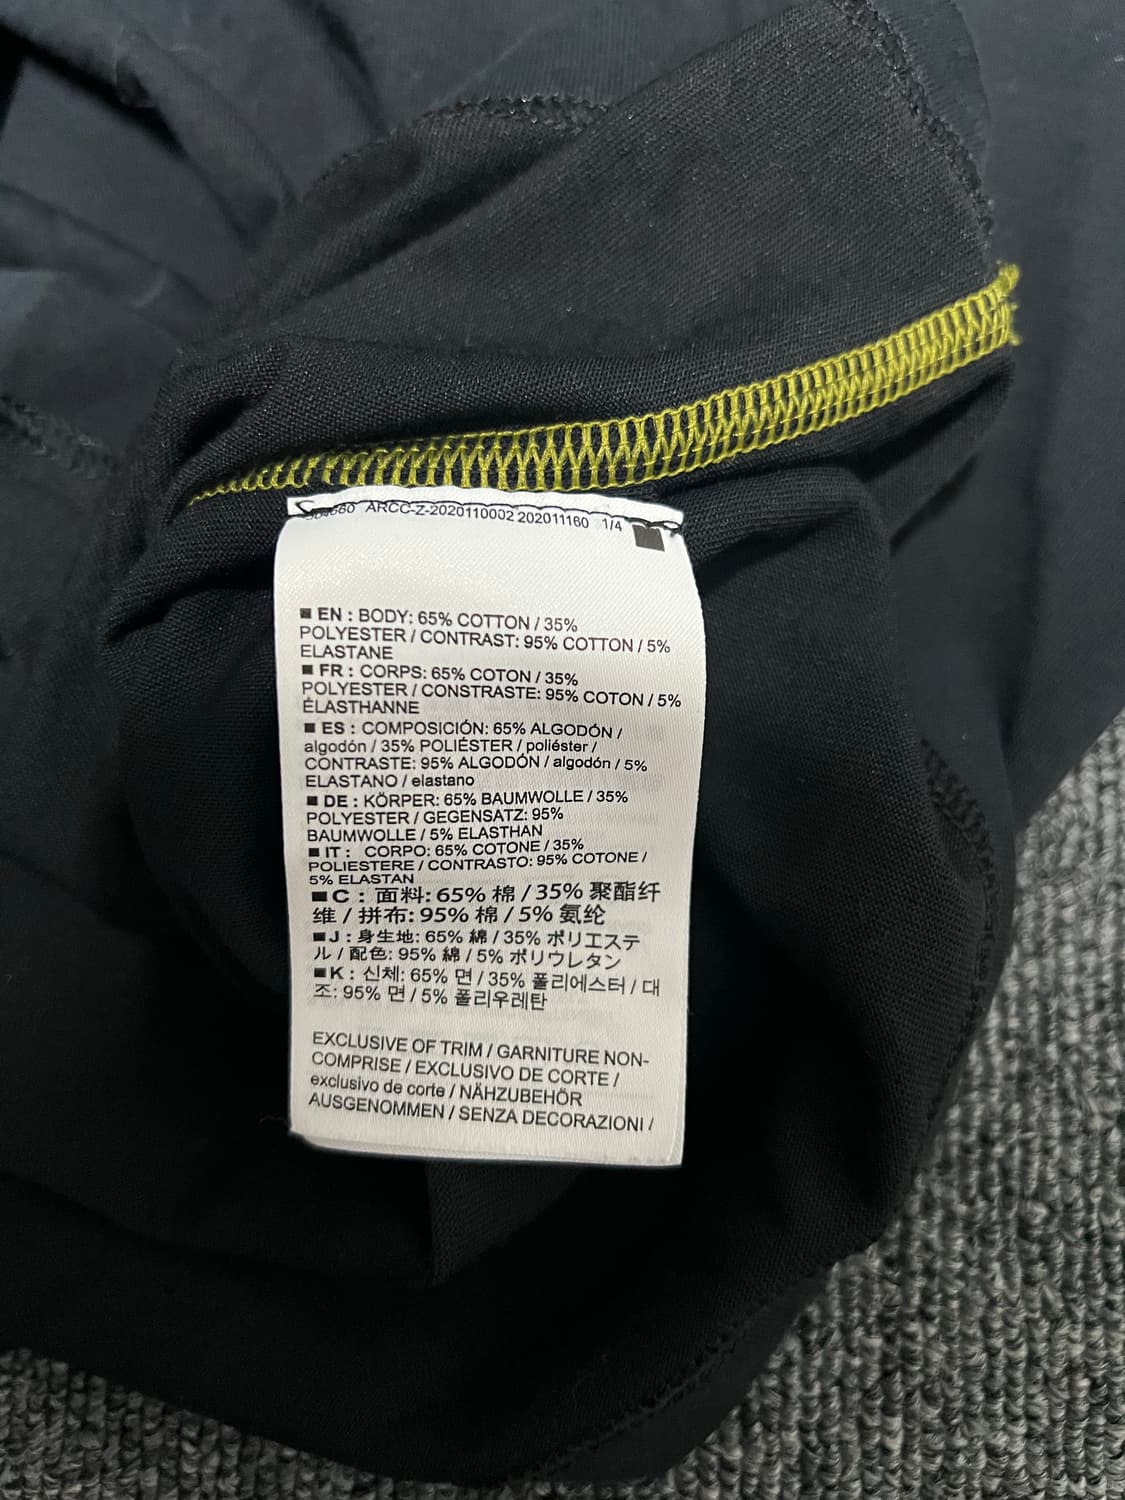 ARCC-Z-2020110002 202011160 1/4
■ EN : BODY: 65% COTTON / 35%
POLYESTER / CONTRAST: 95% COTTON / 5%
ELASTANE
■ FR : CORPS: 65% COTON / 35%
POLYESTER / CONSTRASTE: 95% COTON / 5%
ÉLASTHANNE
■ ES : COMPOSICIÓN: 65% ALGODÓN /
algodón / 35% POLIÉSTER / poliéster /
CONTRASTE: 95% ALGODÓN / algodón / 5%
ELASTANO / elastano
■ DE : KÖRPER: 65% BAUMWOLLE / 35%
POLYESTER / GEGENSATZ: 95%
BAUMWOLLE / 5% ELASTHAN
■ IT : CORPO: 65% COTONE / 35%
POLIESTERE / CONTRASTO: 95% COTONE /
5% ELASTAN
■ C : 面料: 65% 棉 / 35% 聚酯纤
维 / 拼布: 95% 棉 / 5% 氨纶
■ J : 身生地: 65% 綿 / 35% ポリエステ
ル / 配色: 95% 綿 / 5% ポリウレタン
■ K : 신체: 65% 면 / 35% 폴리에스터 / 대
조: 95% 면 / 5% 폴리우레탄
EXCLUSIVE OF TRIM / GARNITURE NON-
COMPRISE / EXCLUSIVO DE CORTE /
exclusivo de corte / NÄHZUBEHÖR
AUSGENOMMEN / SENZA DECORAZIONI /